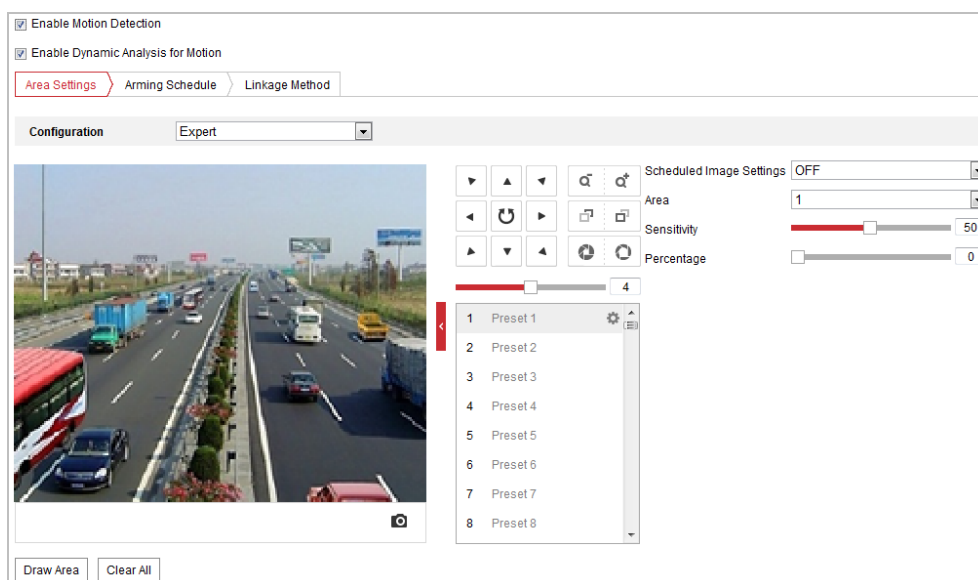 Enable Motion Detection
Enable Dynamic Analysis for Motion
Area Settings
Arming Schedule
Linkage Method
Configuration
Expert
Scheduled Image Settings
OFF
Area
1
Sensitivity
50
Percentage
0
4
1 Preset 1
2 Preset 2
3 Preset 3
4 Preset 4
5 Preset 5
6 Preset 6
7 Preset 7
8 Preset 8
Draw Area
Clear All